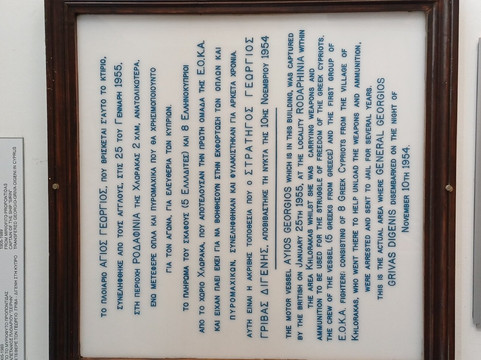 ΤΟ ΠΛΟΙΑΡΙΟ ΑΓΙΟΣ ΓΕΩΡΓΙΟΣ, ΠΟΥ ΒΡΙΣΚΕΤΑΙ Σ'ΑΥΤΟ ΤΟ ΚΤΙΡΙΟ,
ΣΥΝΕΛΗΦΘΗΚΕ ΑΠΟ ΤΟΥΣ ΑΓΓΛΟΥΣ, ΣΤΙΣ 25 ΤΟΥ ΓΕΝΝΑΡΗ 1955,
ΣΤΗ ΠΕΡΙΟΧΗ ΡΟΔΑΦΙΝΙΑ ΤΗΣ ΧΛΩΡΑΚΑΣ 2 ΧΛΜ, ΑΝΑΤΟΛΙΚΩΤΕΡΑ,
ΕΝΩ ΜΕΤΕΦΕΡΕ ΟΠΛΑ ΚΑΙ ΠΥΡΟΜΑΧΙΚΑ ΠΟΥ ΘΑ ΧΡΗΣΙΜΟΠΟΙΟΥΝΤΟ
ΓΙΑ ΤΟΝ ΑΓΩΝΑ, ΓΙΑ ΕΛΕΥΘΕΡΙΑ ΤΩΝ ΚΥΠΡΙΩΝ.
ΤΟ ΠΛΗΡΩΜΑ ΤΟΥ ΣΚΑΦΟΥΣ (5 ΕΛΛΑΔΙΤΕΣ) ΚΑΙ 8 ΕΛΛΗΝΟΚΥΠΡΙΟΙ
ΑΠΟ ΤΟ ΧΩΡΙΟ ΧΛΩΡΑΚΑ, ΠΟΥ ΑΠΟΤΕΛΟΥΣΑΝ ΤΗΝ ΠΡΩΤΗ ΟΜΑΔΑ ΤΗΣ Ε.Ο.Κ.Α.
ΚΑΙ ΕΙΧΑΝ ΠΑΕΙ ΕΚΕΙ ΓΙΑ ΝΑ ΒΟΗΘΗΣΟΥΝ ΣΤΗΝ ΕΚΦΟΡΤΩΣΗ ΤΩΝ ΟΠΛΩΝ ΚΑΙ
ΠΥΡΟΜΑΧΙΚΩΝ, ΣΥΝΕΛΗΦΘΗΚΑΝ ΚΑΙ ΦΥΛΑΚΙΣΤΗΚΑΝ ΓΙΑ ΑΡΚΕΤΑ ΧΡΟΝΙΑ.
ΑΥΤΗ ΕΙΝΑΙ Η ΑΚΡΙΒΗΣ ΤΟΠΟΘΕΣΙΑ ΠΟΥ Ο ΣΤΡΑΤΗΓΟΣ ΓΕΩΡΓΙΟΣ
ΓΡΙΒΑΣ ΔΙΓΕΝΗΣ, ΑΠΟΒΙΒΑΣΤΗΚΕ ΤΗ ΝΥΚΤΑ ΤΗΣ 10ΗΣ ΝΟΕΜΒΡΙΟΥ 1954
THE MOTOR VESSEL AYIOS GEORGIOS WHICH IS IN THIS BUILDING, WAS CAPTURED
BY THE BRITISH ON JANUARY 25TH 1955, AT THE LOCALITY RODAPHINIA WITHIN
THE AREA KHLORAKAS WHILST SHE WAS CARRYING WEAPONS AND
AMMUNITION TO BE USED FOR THE STRUGGLE OF FREEDOM OF THE GREEK CYPRIOTS.
THE CREW OF THE VESSEL (5 GREEKS FROM GREECE) AND THE FIRST GROUP OF
E.O.K.A. FIGHTERS CONSISTING OF 8 GREEK CYPRIOTS FROM THE VILLAGE OF
KHLORAKAS, WHO WENT THERE TO HELP UNLOAD THE WEAPONS AND AMMUNITION,
WERE ARRESTED AND SENT TO JAIL FOR SEVERAL YEARS.
THIS IS THE ACTUAL AREA WHERE GENERAL GEORGIOS
GRIVAS DIGENIS DISEMBARKED ON THE NIGHT OF
NOVEMBER 10TH 1954.